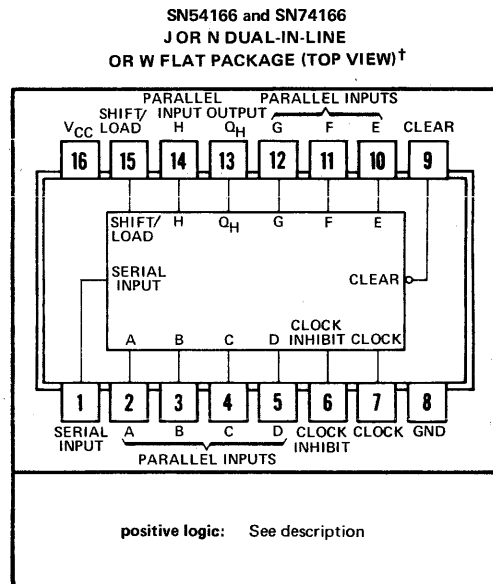 SN54166 and SN74166
J OR N DUAL-IN-LINE
OR W FLAT PACKAGE (TOP VIEW)†
PARALLEL PARALLEL INPUTS
SHIFT/ INPUT OUTPUT
VCC LOAD H QH G F E CLEAR
16 15 14 13 12 11 10 9
SHIFT/ H QH G F E
LOAD
SERIAL
INPUT
CLEAR
CLOCK
A B C D INHIBIT CLOCK
1 2 3 4 5 6 7 8
SERIAL A B C D CLOCK CLOCK GND
INPUT INHIBIT
PARALLEL INPUTS
positive logic: See description